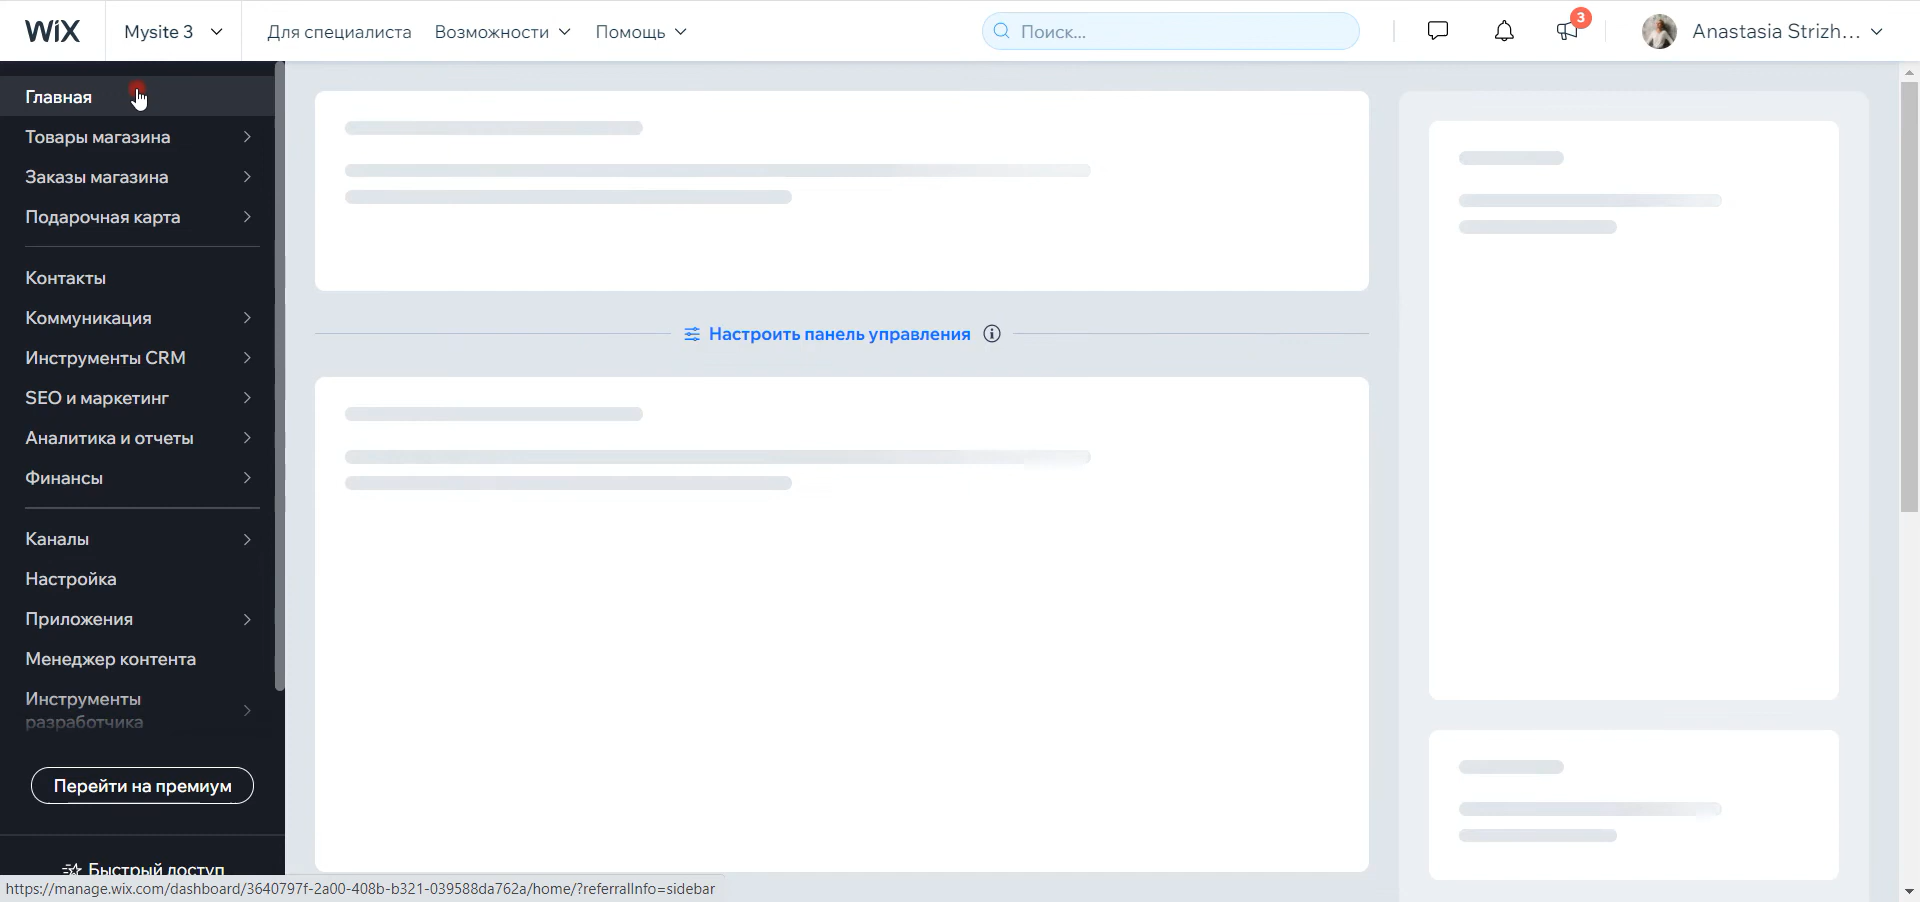 WIX
Mysite 3
Для специалиста
Возможности
Помощь
Поиск...
3
Anastasia Strizh...
Главная
Товары магазина
Заказы магазина
Подарочная карта
Контакты
Коммуникация
Инструменты CRM
SEO и маркетинг
Аналитика и отчеты
Финансы
Каналы
Настройка
Приложения
Менеджер контента
Инструменты
разработчика
Перейти на премиум
Быстрый доступ
Настроить панель управления
https://manage.wix.com/dashboard/3640797f-2a00-408b-b321-039588da762a/home/?referralInfo=sidebar